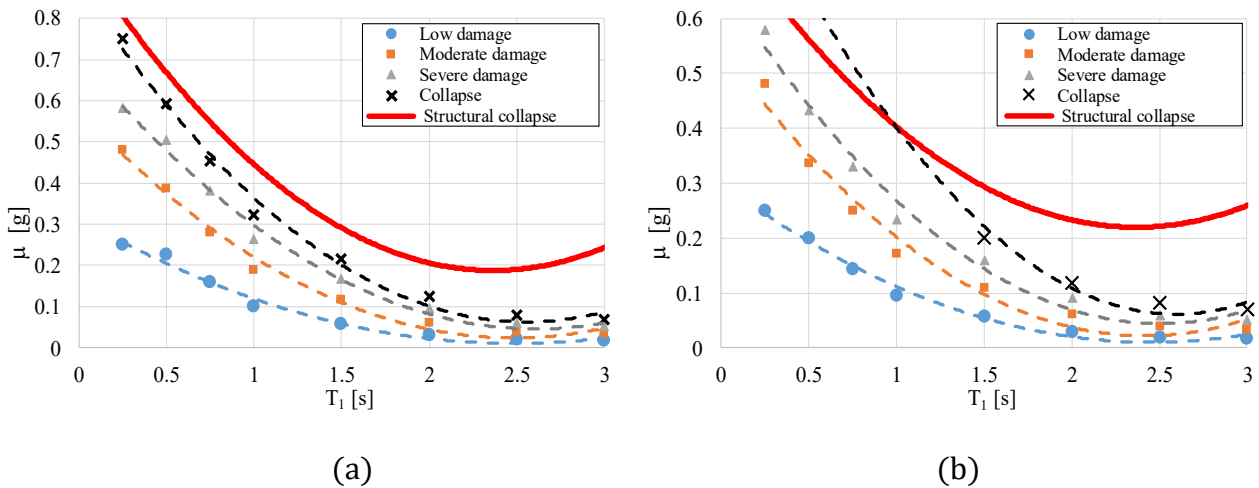 0.8
0.7
0.6
0.5
0.4
0.3
0.2
0.1
0
μ [g]
0 0.5 1 1.5 2 2.5 3
T₁ [s]
Low damage
Moderate damage
Severe damage
Collapse
Structural collapse
(a)
0.6
0.5
0.4
0.3
0.2
0.1
0
μ [g]
0 0.5 1 1.5 2 2.5 3
T₁ [s]
Low damage
Moderate damage
Severe damage
Collapse
Structural collapse
(b)